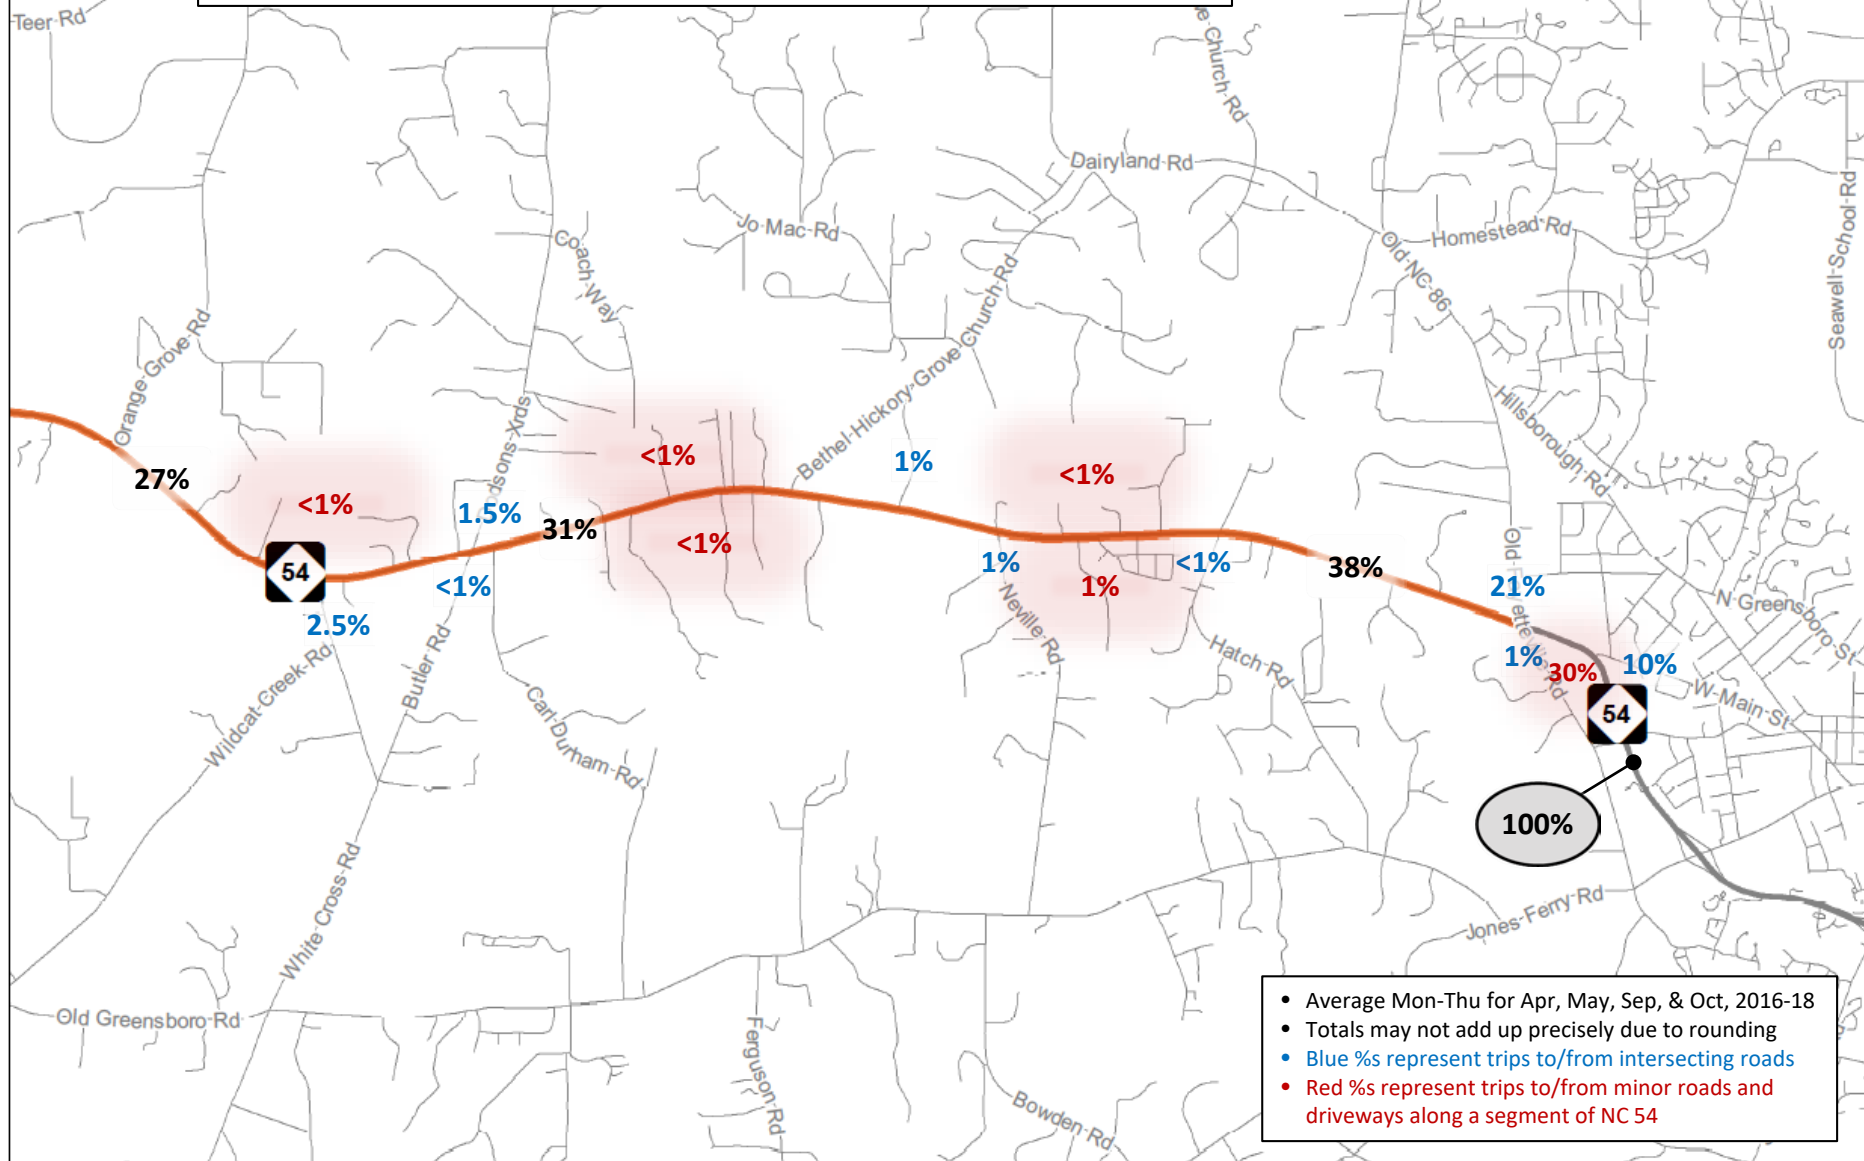 Teer Rd
ve Church Rd
Dairyland Rd
Seawell School Rd
Jo Mac Rd
Homestead Rd
Coach Way
Old NC 86
Orange Grove Rd
Bethel Hickory Grove Church Rd
Hillsborough Rd
dsons Xrds
<1%
1%
27%
<1%
<1%
1.5%
31%
<1%
54
1%
<1%
38%
Old F
etteville Rd
21%
<1%
1%
N Greensboro St
2.5%
Neville Rd
Hatch Rd
1%
30%
10%
Wildcat Creek Rd
Butler Rd
W Main St
54
Carl Durham Rd
100%
White Cross Rd
Jones Ferry Rd
Old Greensboro Rd
Ferguson Rd
Bowden Rd
• Average Mon-Thu for Apr, May, Sep, & Oct, 2016-18
• Totals may not add up precisely due to rounding
• Blue %s represent trips to/from intersecting roads
• Red %s represent trips to/from minor roads and
driveways along a segment of NC 54